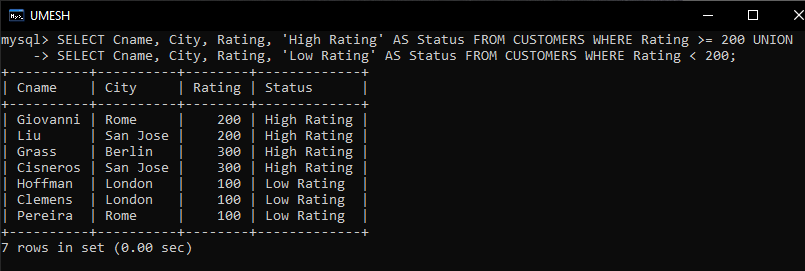 UMESH
mysql> SELECT Cname, City, Rating, 'High Rating' AS Status FROM CUSTOMERS WHERE Rating >= 200 UNION
    -> SELECT Cname, City, Rating, 'Low Rating' AS Status FROM CUSTOMERS WHERE Rating < 200;
+----------+----------+--------+-------------+
| Cname    | City     | Rating | Status      |
+----------+----------+--------+-------------+
| Giovanni | Rome     |    200 | High Rating |
| Liu      | San Jose |    200 | High Rating |
| Grass    | Berlin   |    300 | High Rating |
| Cisneros | San Jose |    300 | High Rating |
| Hoffman  | London   |    100 | Low Rating  |
| Clemens  | London   |    100 | Low Rating  |
| Pereira  | Rome     |    100 | Low Rating  |
+----------+----------+--------+-------------+
7 rows in set (0.00 sec)